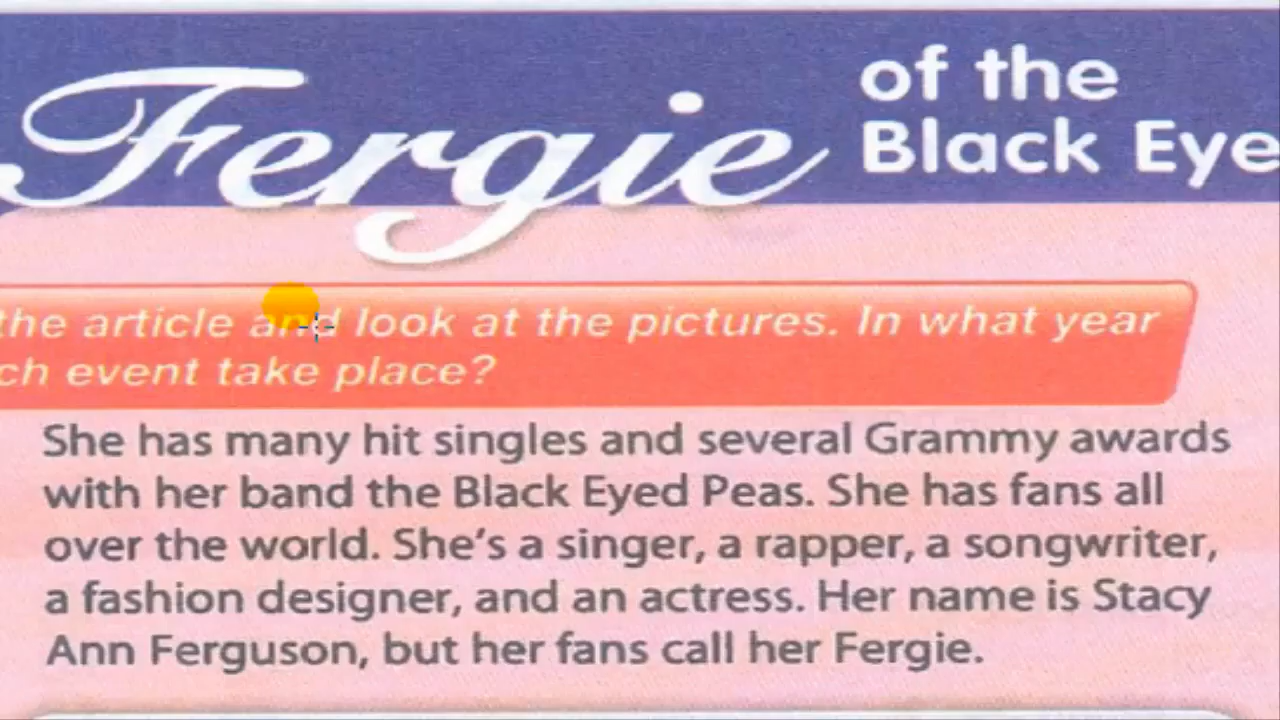 Fergie of the
Black Eye
the article and look at the pictures. In what year
ch event take place?
She has many hit singles and several Grammy awards
with her band the Black Eyed Peas. She has fans all
over the world. She's a singer, a rapper, a songwriter,
a fashion designer, and an actress. Her name is Stacy
Ann Ferguson, but her fans call her Fergie.